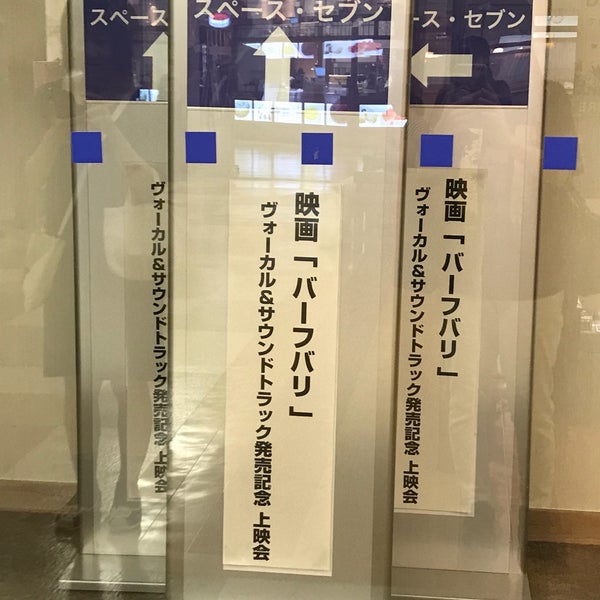 スペース・セブン
映画「バーフバリ」
ヴォーカル&サウンドトラック発売記念 上映会
スペース
ヴォーカル&サウンドトラック発売記念 上映会
ース・セブン
映画「バーフバリ」
ヴォーカル&サウンドトラック発売記念 上映会